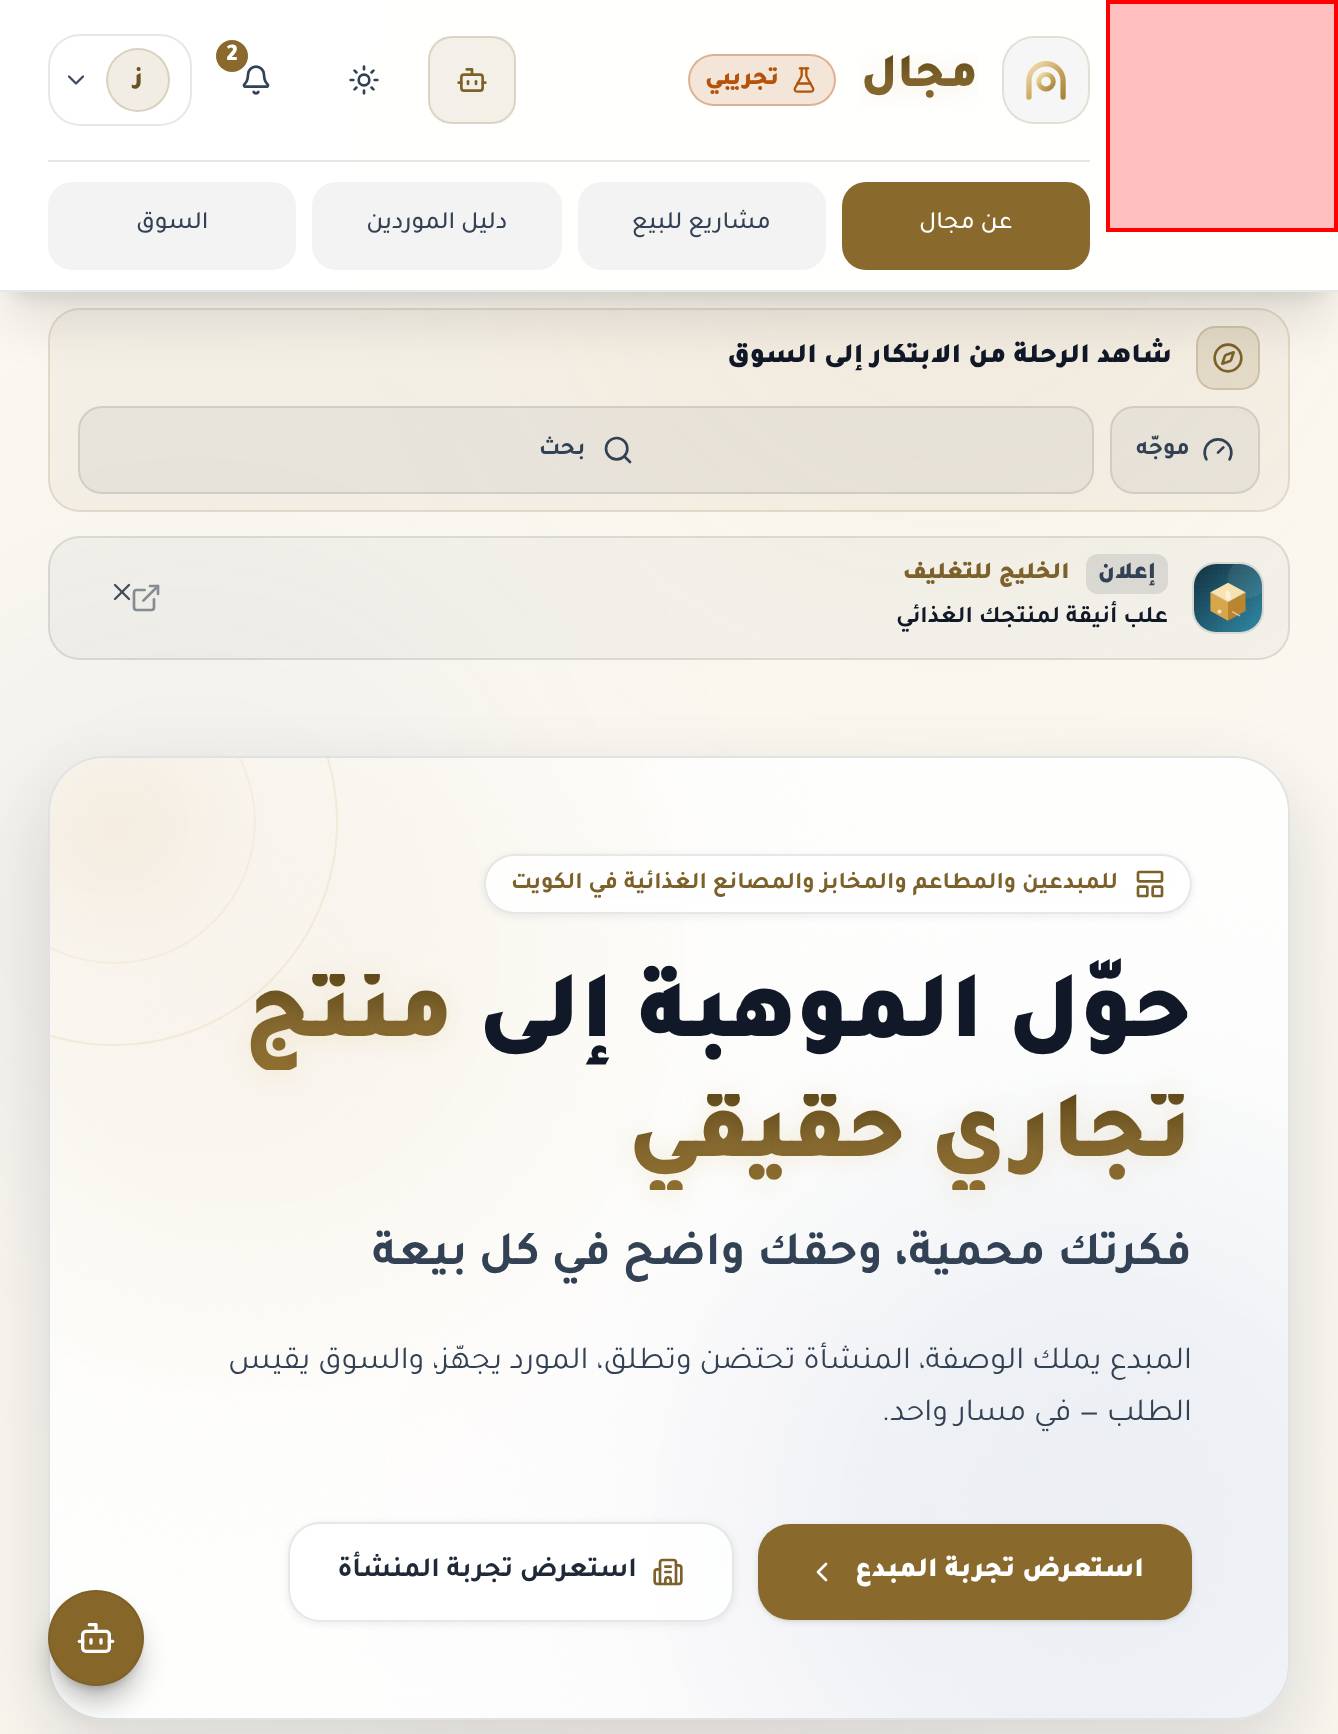 مجال
تجريبي
2
ز
عن مجال
مشاريع للبيع
دليل الموردين
السوق
شاهد الرحلة من الابتكار إلى السوق
موجّه
بحث
إعلان
الخليج للتغليف
علب أنيقة لمنتجك الغذائي
للمبدعين والمطاعم والمخابز والمصانع الغذائية في الكويت
حوّل الموهبة إلى منتج
تجاري حقيقي
فكرتك محمية، وحقك واضح في كل بيعة
المبدع يملك الوصفة، المنشأة تحتضن وتطلق، المورد يجهّز، والسوق يقيس
الطلب – في مسار واحد.
استعرض تجربة المبدع
استعرض تجربة المنشأة